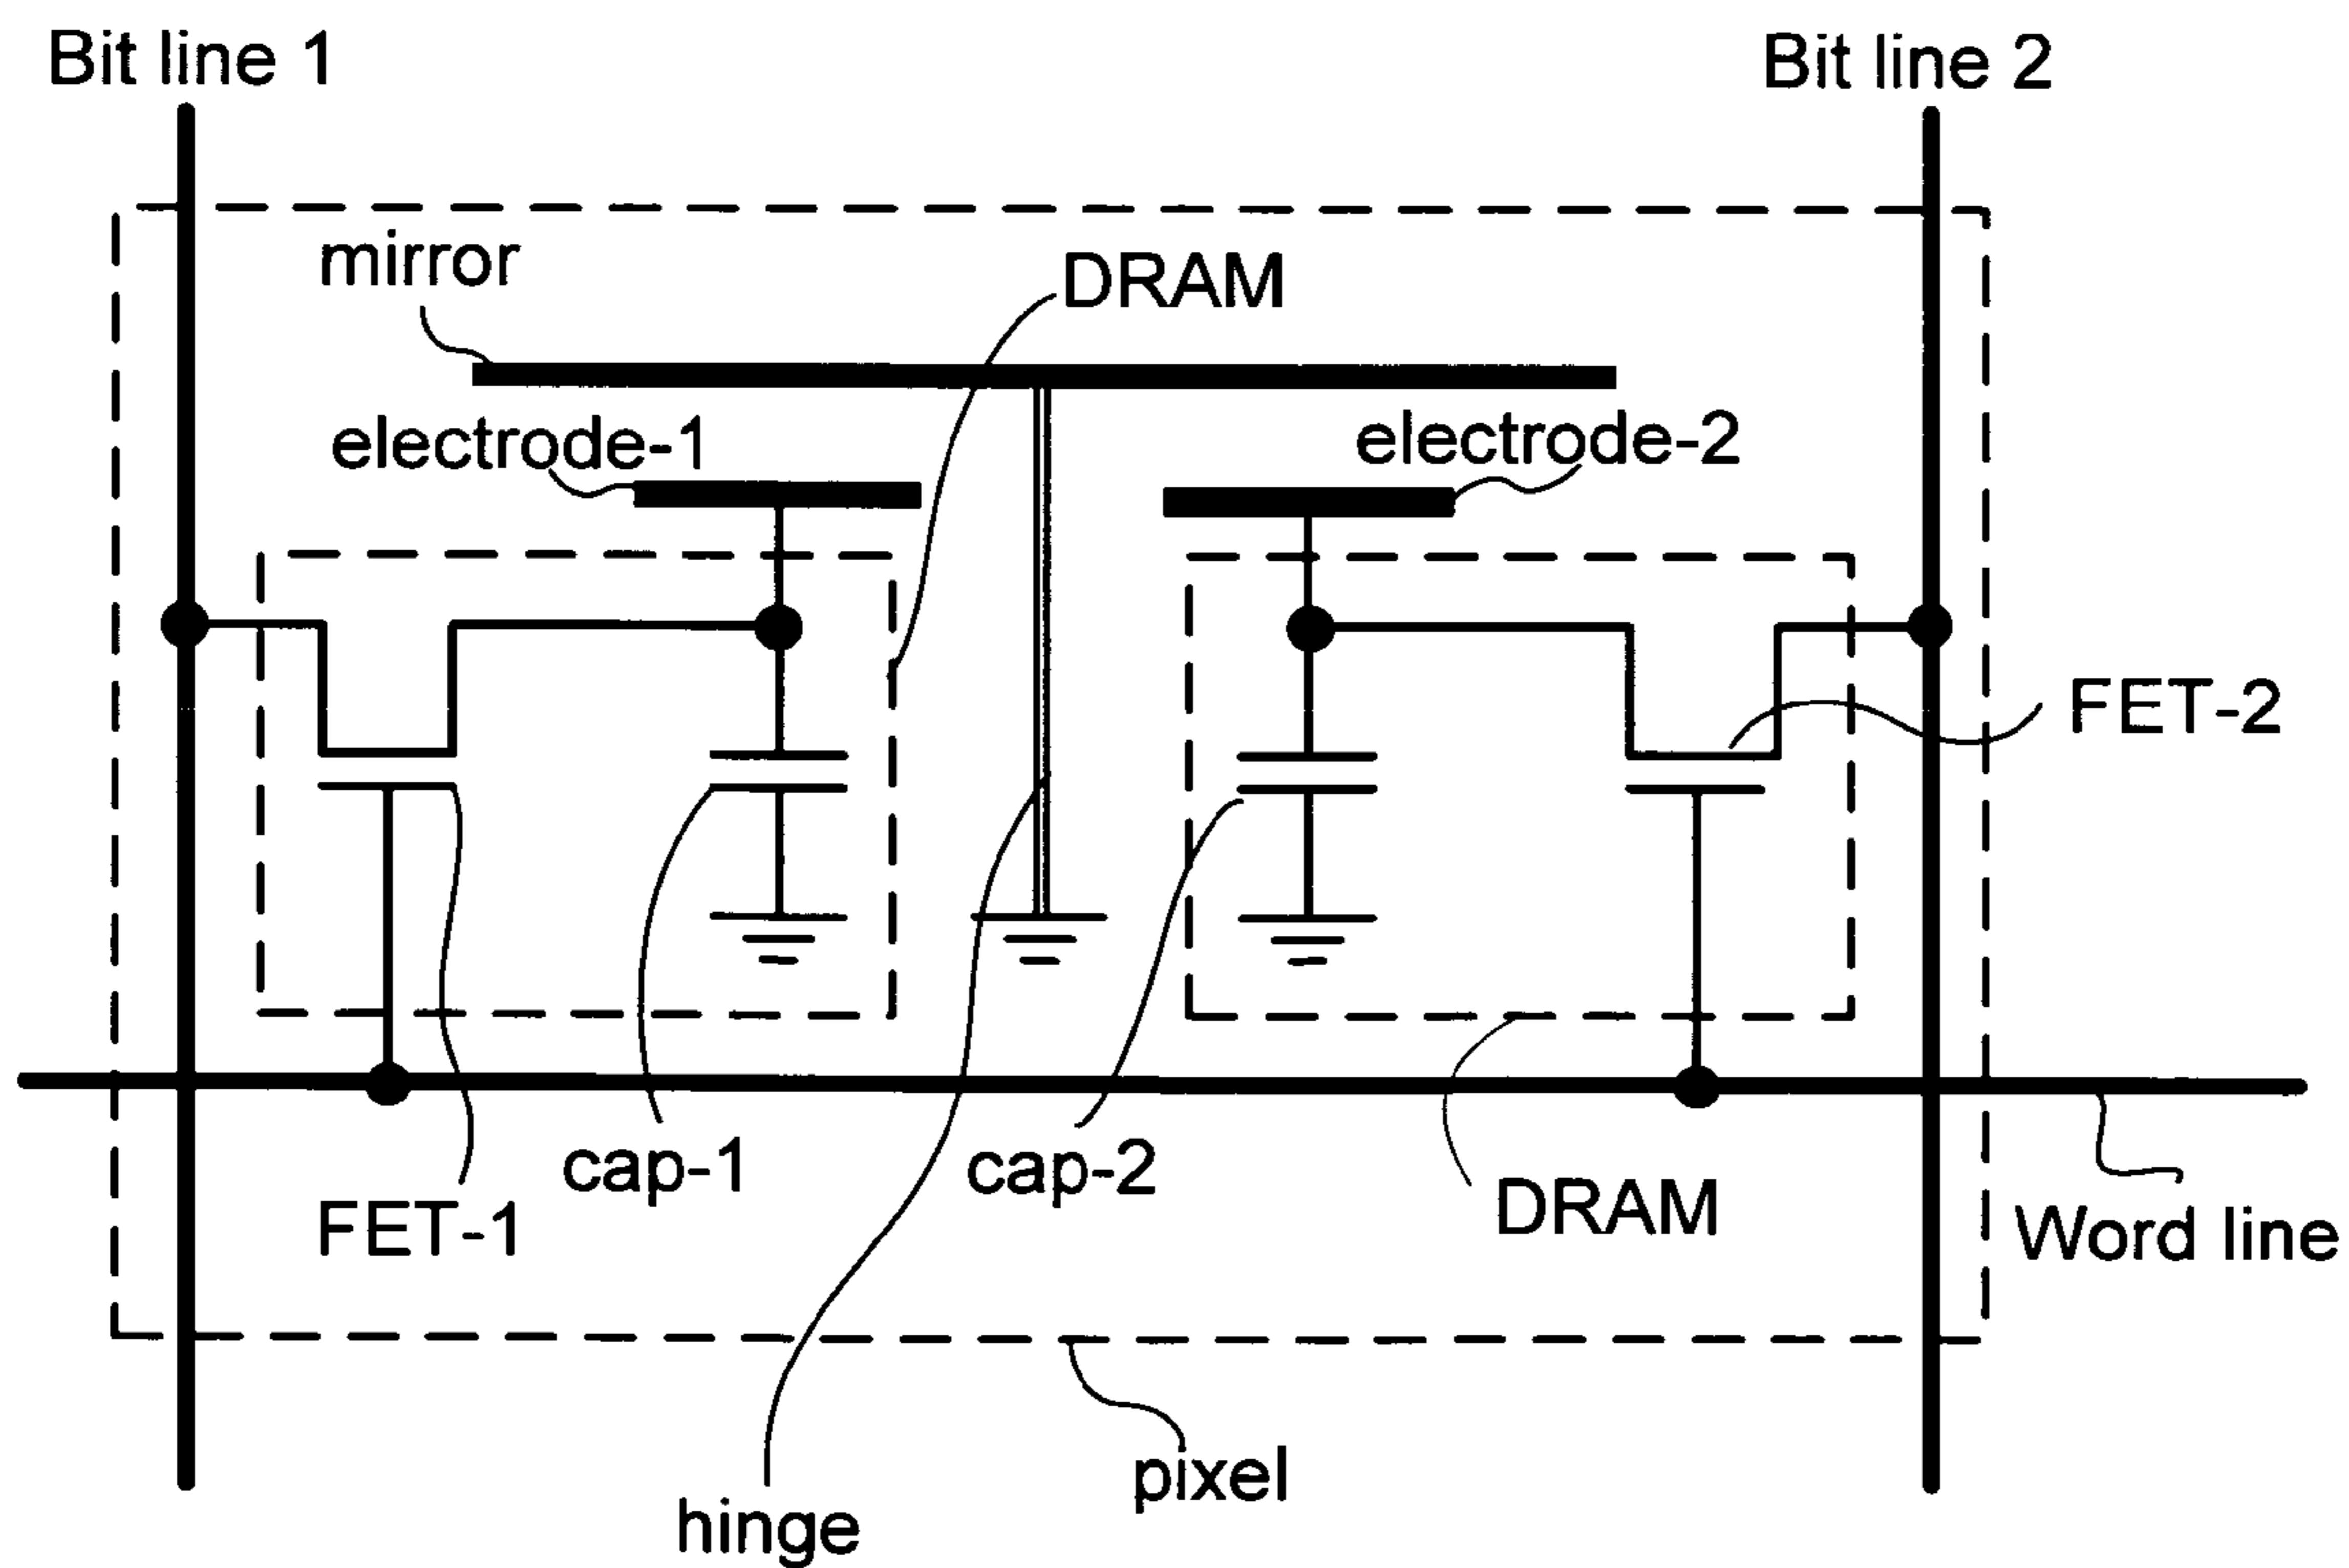 Bit line 1
Bit line 2
mirror
DRAM
electrode-1
electrode-2
FET-2
cap-1
cap-2
FET-1
DRAM
Word line
pixel
hinge